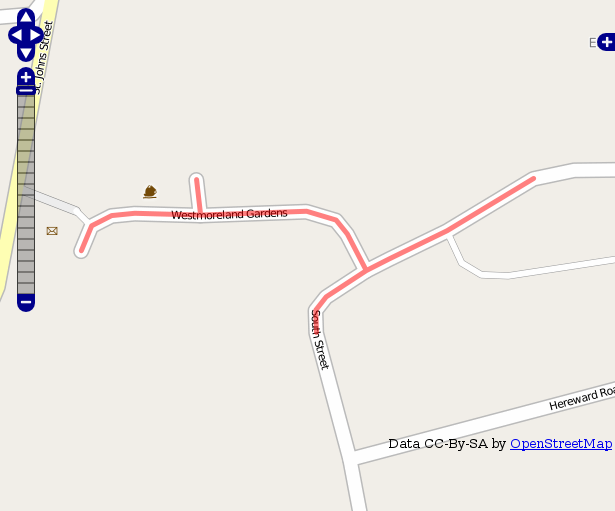 St. Johns Street
E
Westmoreland Gardens
South Street
Hereward Roa
Data CC-By-SA by OpenStreetMap